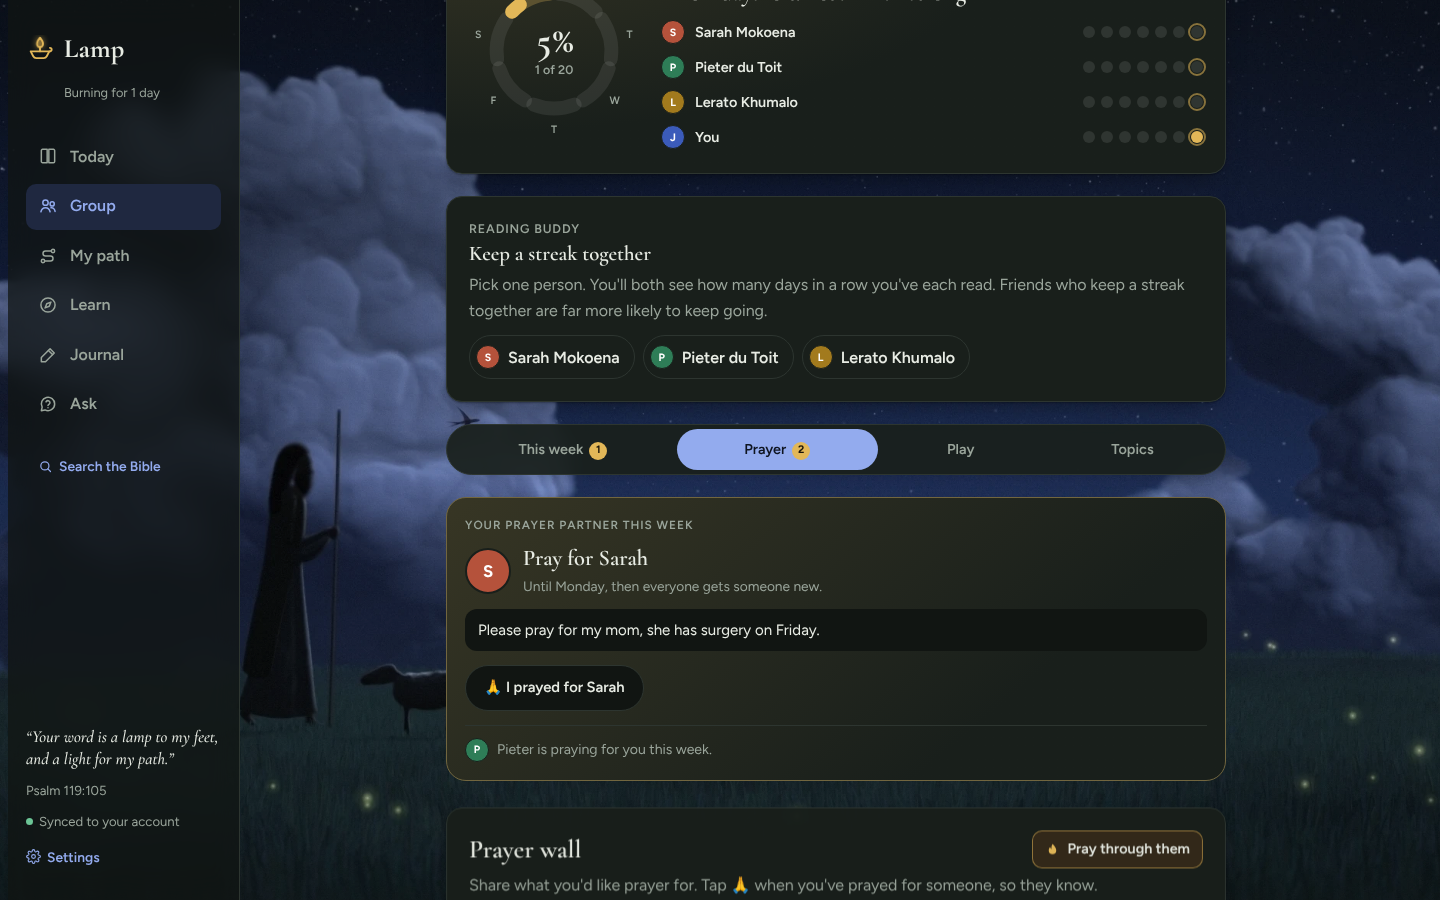 Lamp
Burning for 1 day
Today
Group
My path
Learn
Journal
Ask
Search the Bible
“Your word is a lamp to my feet,
and a light for my path.”
Psalm 119:105
Synced to your account
Settings
S
T
F
W
T
5%
1 of 20
S Sarah Mokoena
P Pieter du Toit
L Lerato Khumalo
J You
READING BUDDY
Keep a streak together
Pick one person. You'll both see how many days in a row you've each read. Friends who keep a streak
together are far more likely to keep going.
S Sarah Mokoena P Pieter du Toit L Lerato Khumalo
This week 1 Prayer 2 Play Topics
YOUR PRAYER PARTNER THIS WEEK
S
Pray for Sarah
Until Monday, then everyone gets someone new.
Please pray for my mom, she has surgery on Friday.
🙏 I prayed for Sarah
P Pieter is praying for you this week.
Prayer wall
Pray through them
Share what you'd like prayer for. Tap 🙏 when you've prayed for someone, so they know.